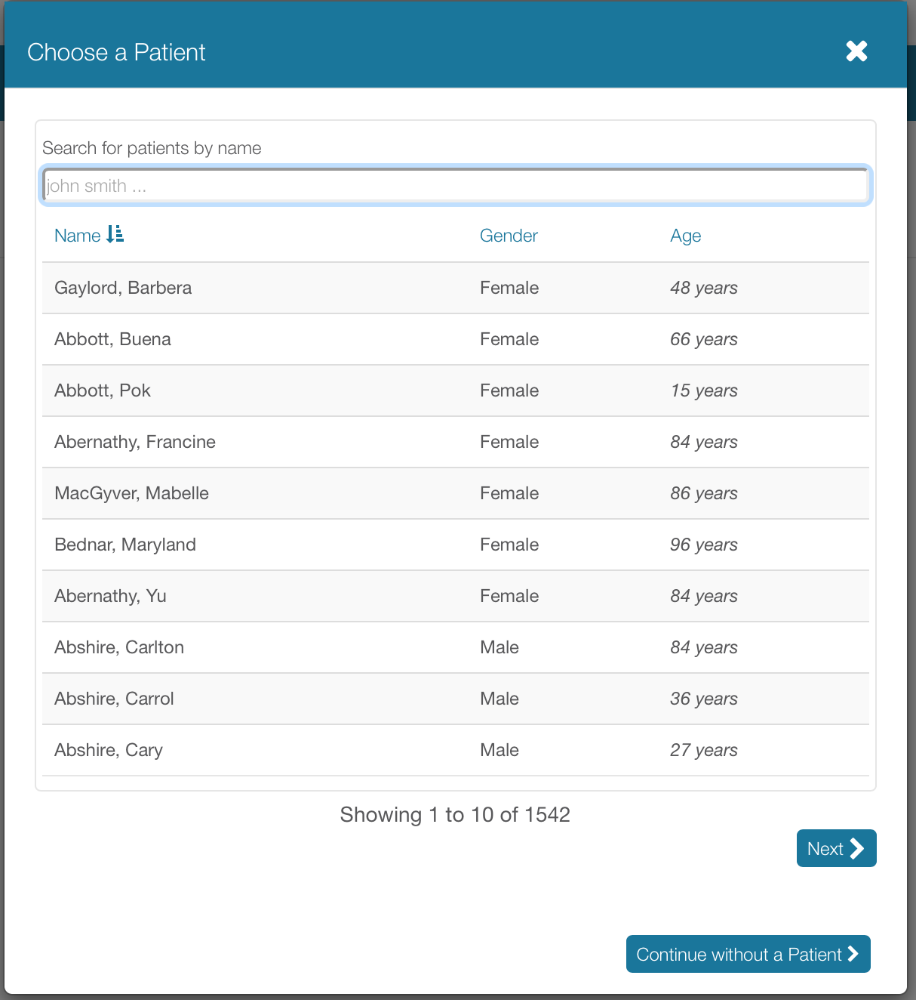 Choose a Patient
Search for patients by name
john smith ...
Name Gender Age
Gaylord, Barbera Female 48 years
Abbott, Buena Female 66 years
Abbott, Pok Female 15 years
Abernathy, Francine Female 84 years
MacGyver, Mabelle Female 86 years
Bednar, Maryland Female 96 years
Abernathy, Yu Female 84 years
Abshire, Carlton Male 84 years
Abshire, Carrol Male 36 years
Abshire, Cary Male 27 years
Showing 1 to 10 of 1542
Next
Continue without a Patient